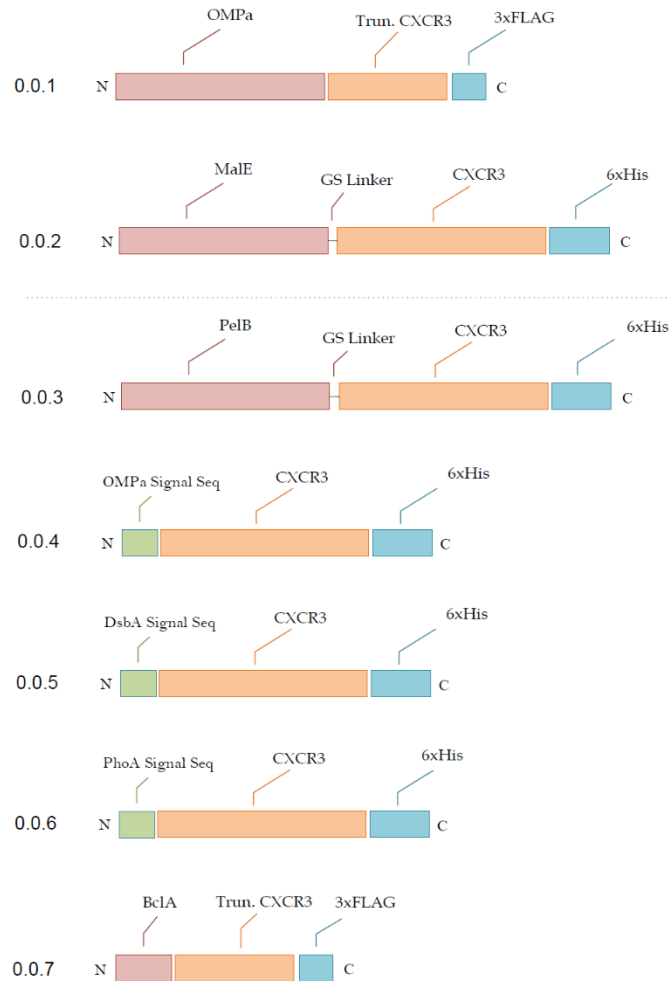 OMPa Trun. CXCR3 3xFLAG
0.0.1 N C
MalE GS Linker CXCR3 6xHis
0.0.2 N C
PelB GS Linker CXCR3 6xHis
0.0.3 N C
OMPa Signal Seq CXCR3 6xHis
0.0.4 N C
DsbA Signal Seq CXCR3 6xHis
0.0.5 N C
PhoA Signal Seq CXCR3 6xHis
0.0.6 N C
BclA Trun. CXCR3 3xFLAG
0.0.7 N C